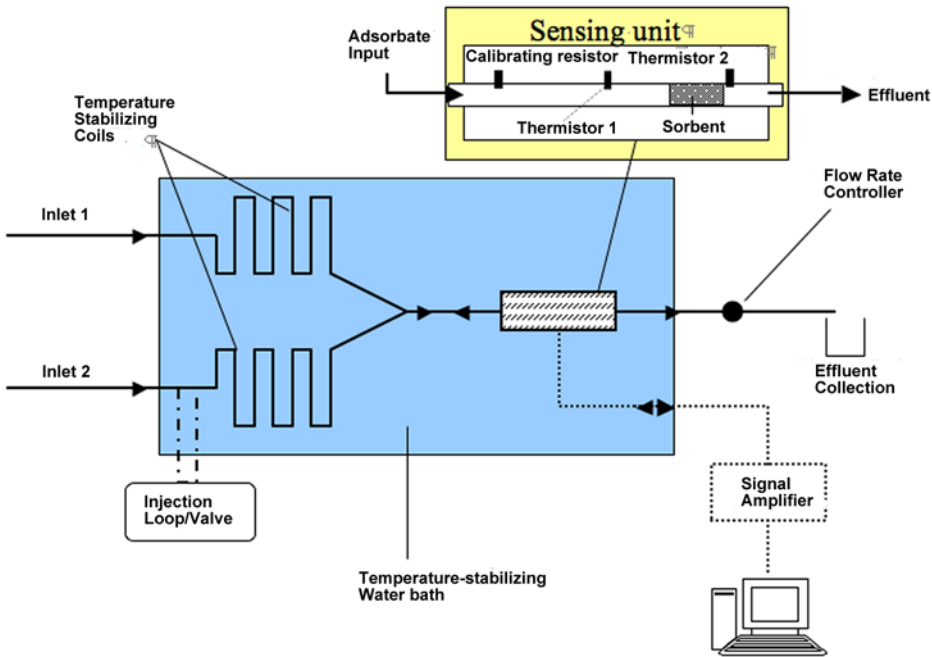 Sensing unit¶
¶
Adsorbate
Input
Calibrating resistor
Thermistor 2
Thermistor 1
Sorbent
Effluent
Temperature
Stabilizing
Coils
¶
Flow Rate
Controller
Inlet 1
Inlet 2
Effluent
Collection
Injection
Loop/Valve
Signal
Amplifier
Temperature-stabilizing
Water bath